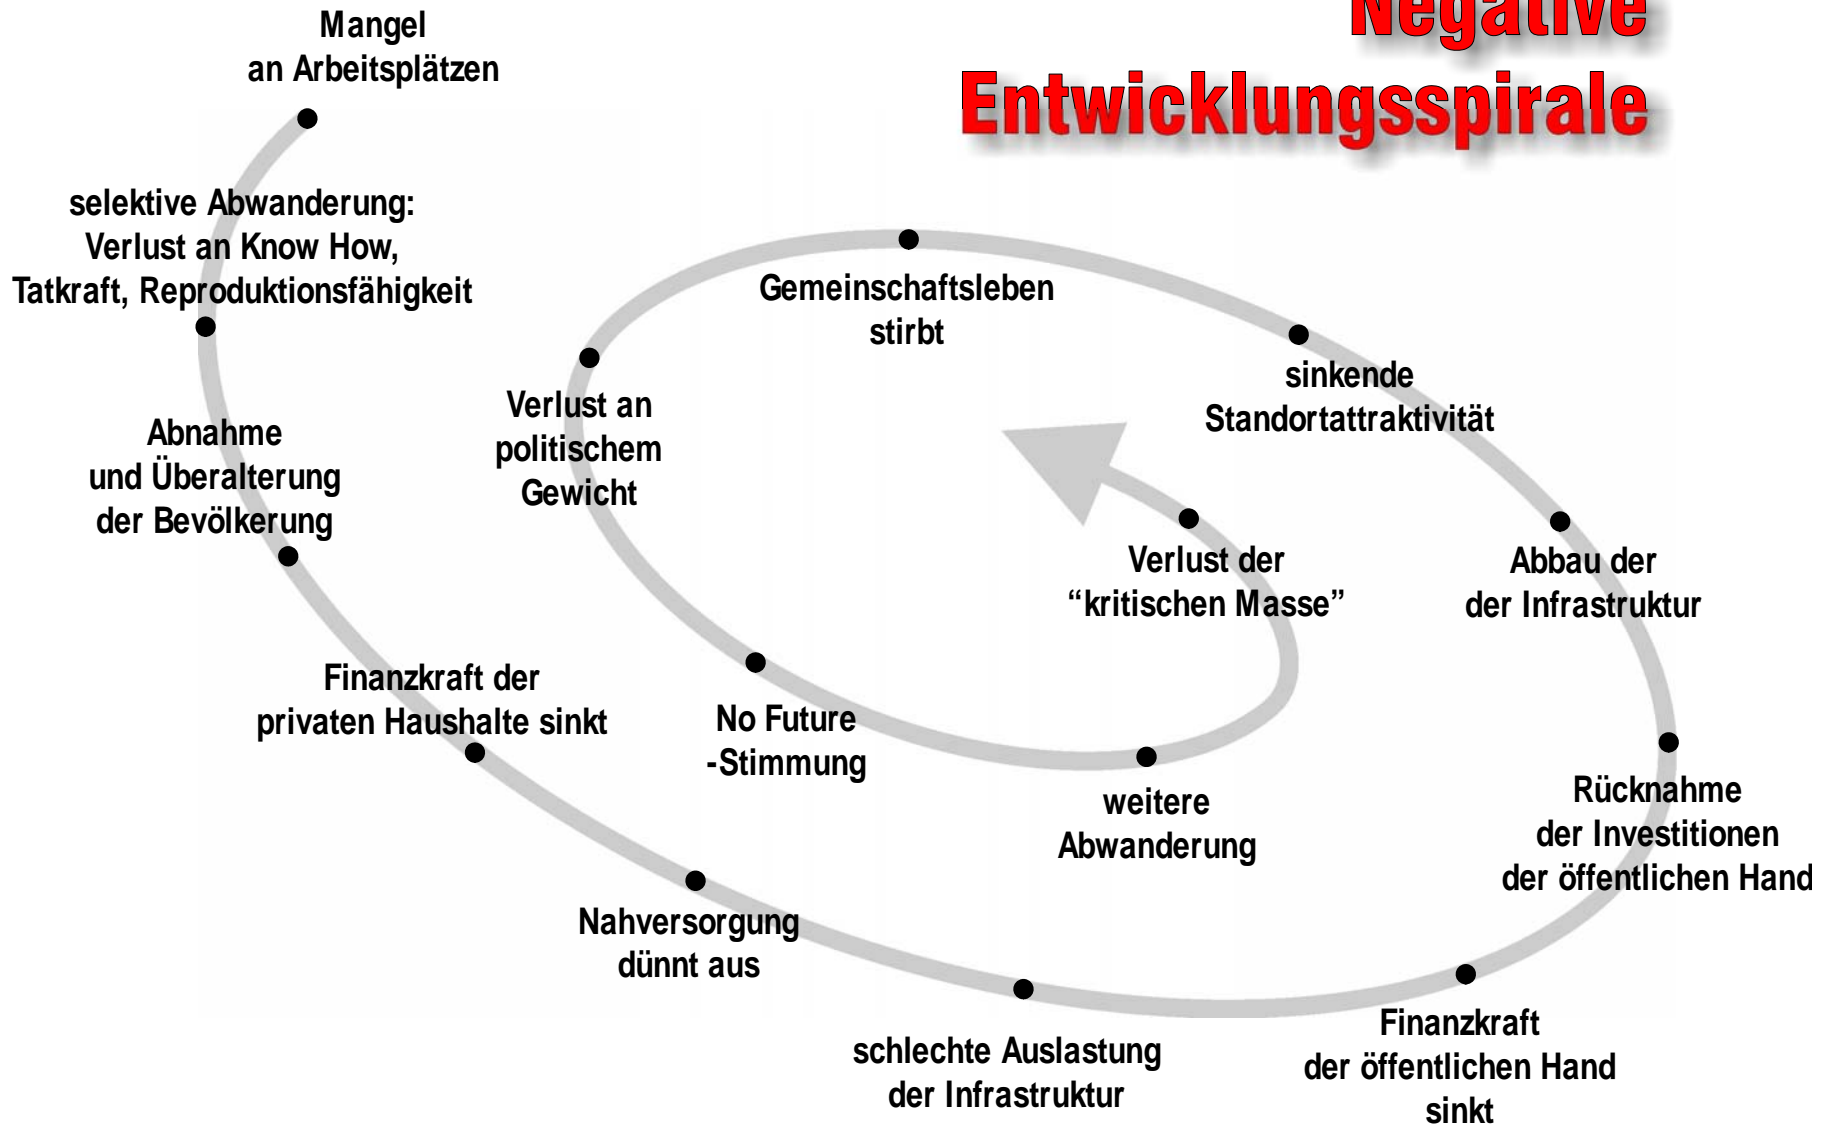 Negative
Entwicklungsspirale
Mangel
an Arbeitsplätzen
selektive Abwanderung:
Verlust an Know How,
Tatkraft, Reproduktionsfähigkeit
Abnahme
und Überalterung
der Bevölkerung
Finanzkraft der
privaten Haushalte sinkt
Nahversorgung
dünnt aus
schlechte Auslastung
der Infrastruktur
Finanzkraft
der öffentlichen Hand
sinkt
Rücknahme
der Investitionen
der öffentlichen Hand
Abbau der
der Infrastruktur
sinkende
Standortattraktivität
Gemeinschaftsleben
stirbt
Verlust an
politischem
Gewicht
No Future
-Stimmung
weitere
Abwanderung
Verlust der
“kritischen Masse”